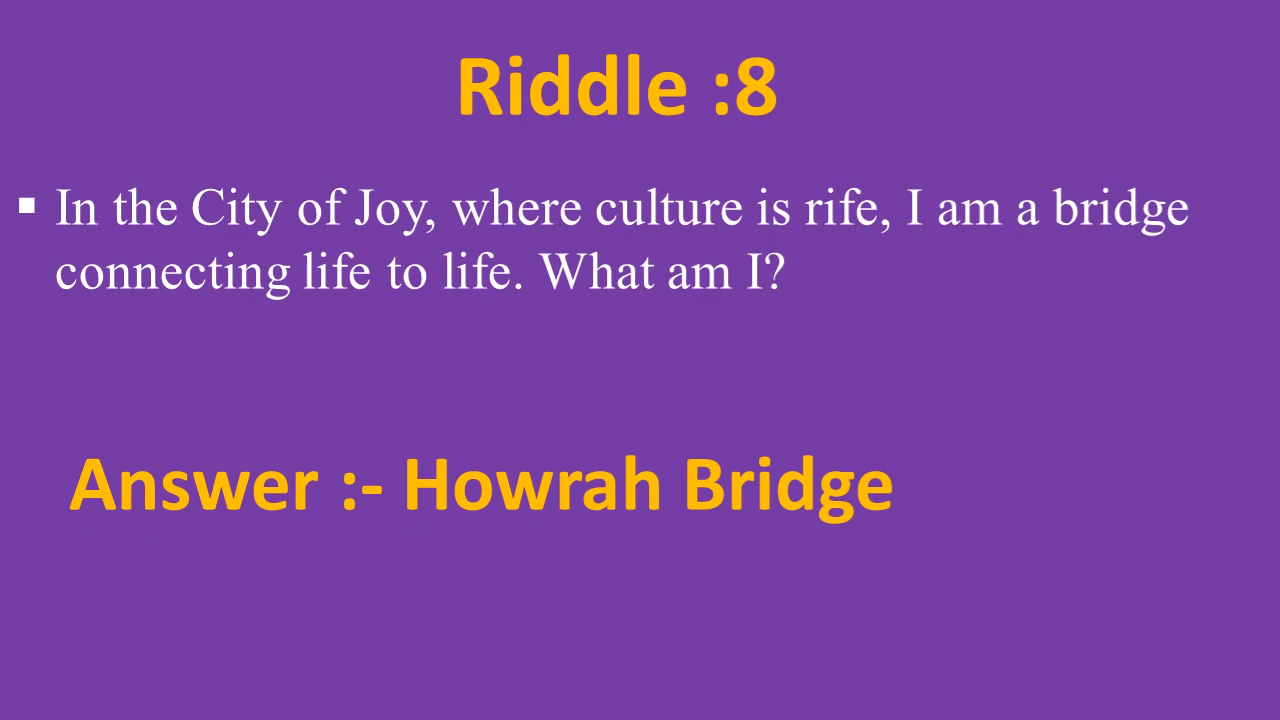 Riddle :8
▪ In the City of Joy, where culture is rife, I am a bridge
connecting life to life. What am I?
Answer :- Howrah Bridge